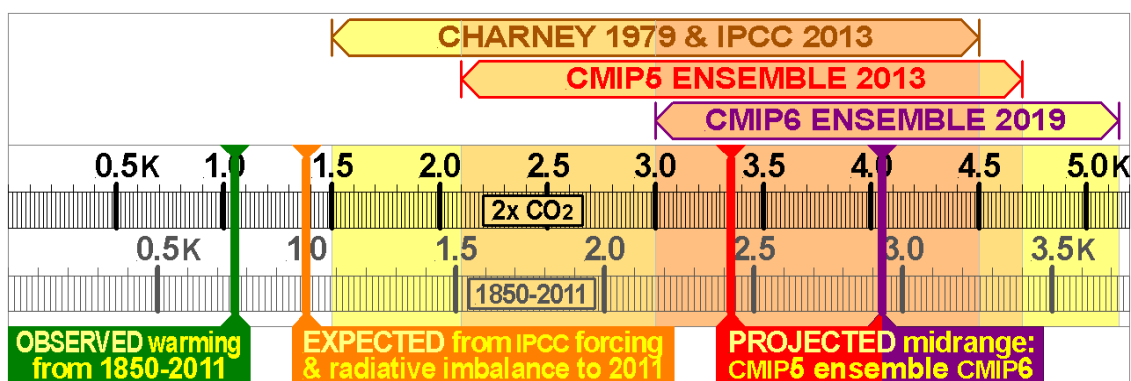 CHARNEY 1979 & IPCC 2013
CMIP5 ENSEMBLE 2013
CMIP6 ENSEMBLE 2019
0.5K 1.0 1.5 2.0 2.5 3.0 3.5 4.0 4.5 5.0K
2x CO2
0.5K 1.0 1.5 2.0 2.5 3.0 3.5K
1850-2011
OBSERVED warming
from 1850-2011
EXPECTED from IPCC forcing
& radiative imbalance to 2011
PROJECTED midrange:
CMIP5 ensemble CMIP6